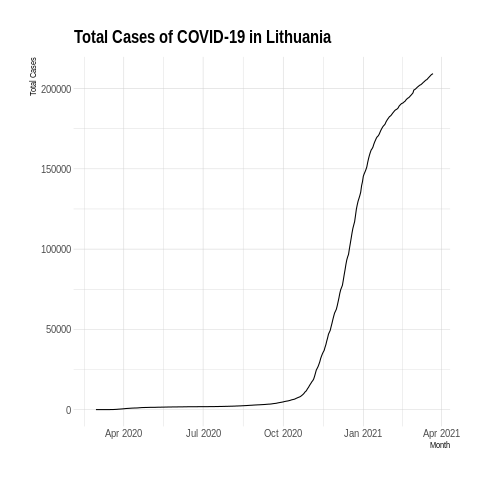 Total Cases of COVID-19 in Lithuania
Total Cases
200000
150000
100000
50000
0
Apr 2020 Jul 2020 Oct 2020 Jan 2021 Apr 2021
Month